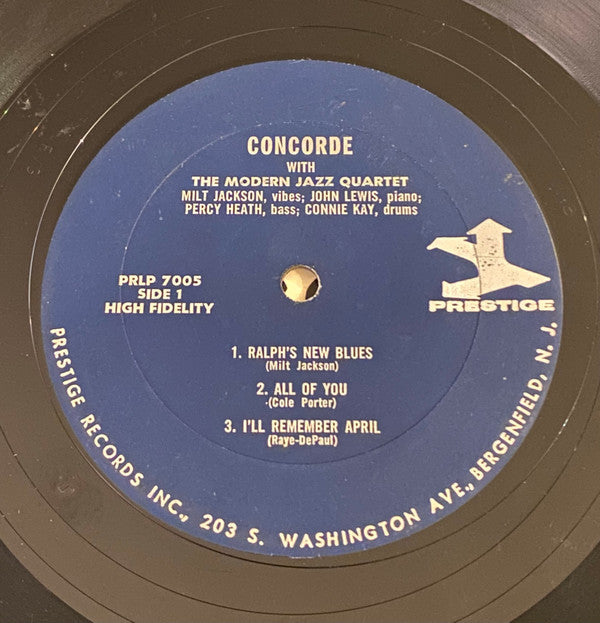 CONCORDE
WITH
THE MODERN JAZZ QUARTET
MILT JACKSON, vibes; JOHN LEWIS, piano;
PERCY HEATH, bass; CONNIE KAY, drums
PRLP 7005
SIDE 1
HIGH FIDELITY
PRESTIGE
1. RALPH'S NEW BLUES
(Milt Jackson)
2. ALL OF YOU
(Cole Porter)
3. I'LL REMEMBER APRIL
(Raye-DePaul)
PRESTIGE RECORDS INC., 203 S. WASHINGTON AVE., BERGENFIELD, N. J.